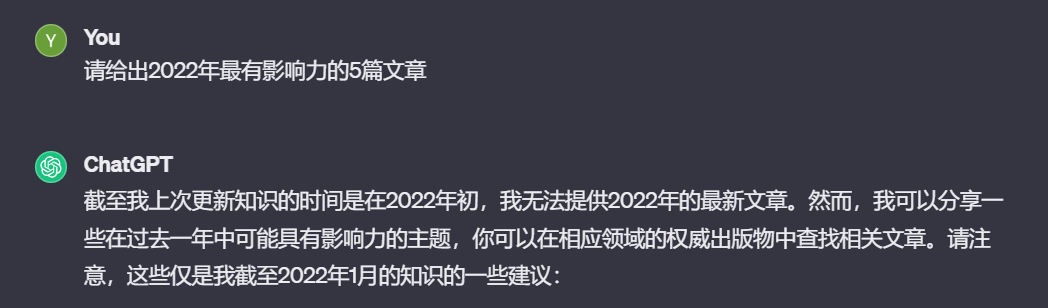 Y
You
请给出2022年最有影响力的5篇文章
ChatGPT
截至我上次更新知识的时间是在2022年初，我无法提供2022年的最新文章。然而，我可以分享一
些在过去一年中可能具有影响力的主题，你可以在相应领域的权威出版物中查找相关文章。请注
意，这些仅是我截至2022年1月的知识的一些建议：